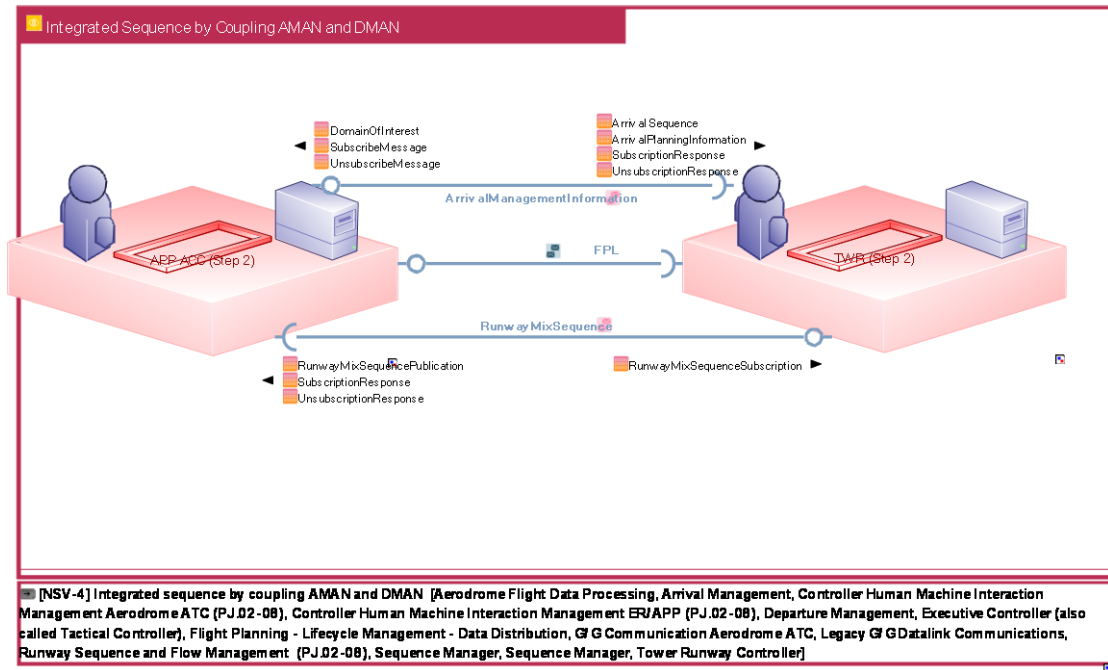 Integrated Sequence by Coupling AMAN and DMAN
DomainOfInterest
SubscribeMessage
UnsubscribeMessage
ArrivalSequence
ArrivalPlanningInformation
SubscriptionResponse
UnsubscriptionResponse
ArrivalManagementInformation
APP ACC (Step 2)
FPL
TWR (Step 2)
RunwayMixSequence
RunwayMixSequencePublication
SubscriptionResponse
UnsubscriptionResponse
RunwayMixSequenceSubscription
[NSV-4] Integrated sequence by coupling AMAN and DMAN [Aerodrome Flight Data Processing, Arrival Management, Controller Human Machine Interaction
Management Aerodrome ATC (PJ.02-08), Controller Human Machine Interaction Management ER/APP (PJ.02-08), Departure Management, Executive Controller (also
called Tactical Controller), Flight Planning - Lifecycle Management - Data Distribution, G/G Communication Aerodrome ATC, Legacy G/G Datalink Communications,
Runway Sequence and Flow Management (PJ.02-08), Sequence Manager, Sequence Manager, Tower Runway Controller]